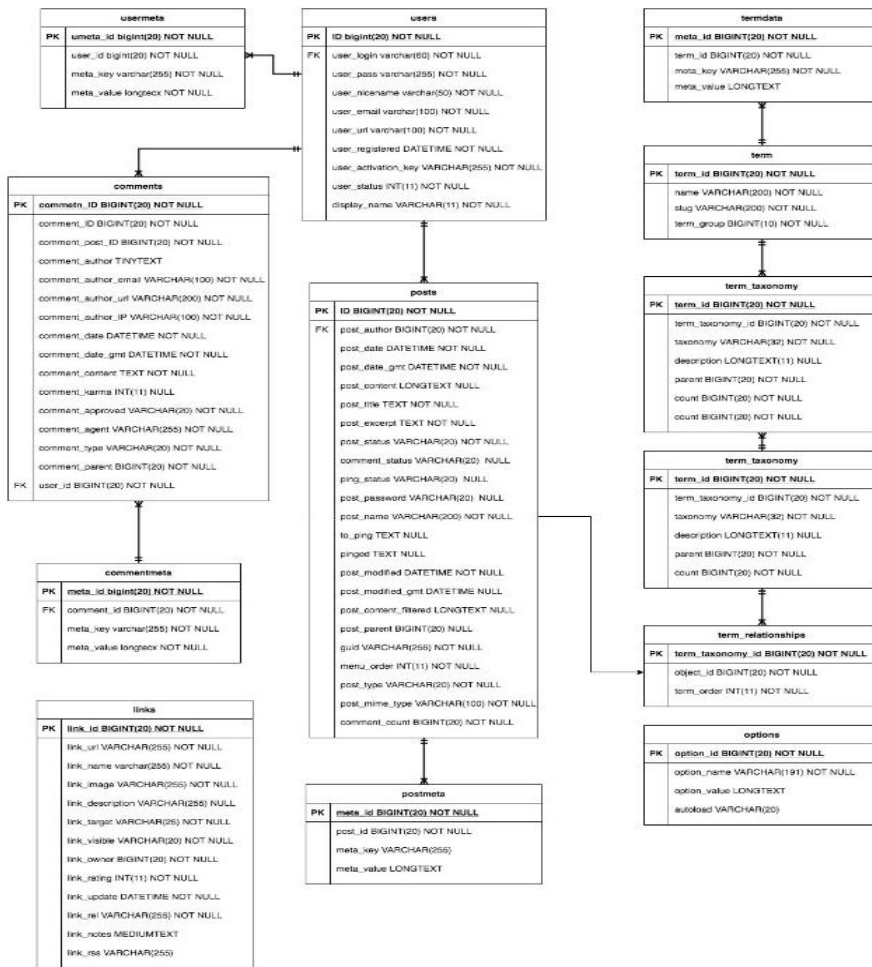 usermeta
PK umeta_id bigint(20) NOT NULL
user_id bigint(20) NOT NULL
meta_key varchar(255) NOT NULL
meta_value longtecx NOT NULL
users
PK ID bigint(20) NOT NULL
FK user_login varchar(60) NOT NULL
user_pass varchar(255) NOT NULL
user_nicename varchar(50) NOT NULL
user_email varchar(100) NOT NULL
user_url varchar(100) NOT NULL
user_registered DATETIME NOT NULL
user_activation_key VARCHAR(255) NOT NULL
user_status INT(11) NOT NULL
display_name VARCHAR(11) NOT NULL
termdata
PK meta_id BIGINT(20) NOT NULL
term_id BIGINT(20) NOT NULL
meta_key VARCHAR(255) NOT NULL
meta_value LONGTEXT
term
PK term_id BIGINT(20) NOT NULL
name VARCHAR(200) NOT NULL
slug VARCHAR(200) NOT NULL
term_group BIGINT(10) NOT NULL
comments
PK commetn_ID BIGINT(20) NOT NULL
comment_ID BIGINT(20) NOT NULL
comment_post_ID BIGINT(20) NOT NULL
comment_author TINYTEXT
comment_author_email VARCHAR(100) NOT NULL
comment_author_url VARCHAR(200) NOT NULL
comment_author_IP VARCHAR(100) NOT NULL
comment_date DATETIME NOT NULL
comment_date_gmt DATETIME NOT NULL
comment_content TEXT NOT NULL
comment_karma INT(11) NULL
comment_approved VARCHAR(20) NOT NULL
comment_agent VARCHAR(255) NOT NULL
comment_type VARCHAR(20) NOT NULL
comment_parent BIGINT(20) NOT NULL
FK user_id BIGINT(20) NOT NULL
posts
PK ID BIGINT(20) NOT NULL
FK post_author BIGINT(20) NOT NULL
post_date DATETIME NOT NULL
post_date_gmt DATETIME NOT NULL
post_content LONGTEXT NULL
post_title TEXT NOT NULL
post_excerpt TEXT NOT NULL
post_status VARCHAR(20) NOT NULL
comment_status VARCHAR(20) NULL
ping_status VARCHAR(20) NULL
post_password VARCHAR(20) NULL
post_name VARCHAR(200) NOT NULL
to_ping TEXT NULL
pinged TEXT NULL
post_modified DATETIME NOT NULL
post_modified_gmt DATETIME NULL
post_content_filtered LONGTEXT NULL
post_parent BIGINT(20) NULL
guid VARCHAR(255) NOT NULL
menu_order INT(11) NOT NULL
post_type VARCHAR(20) NOT NULL
post_mime_type VARCHAR(100) NOT NULL
comment_count BIGINT(20) NOT NULL
term_taxonomy
PK term_id BIGINT(20) NOT NULL
term_taxonomy_id BIGINT(20) NOT NULL
taxonomy VARCHAR(32) NOT NULL
description LONGTEXT(11) NULL
parent BIGINT(20) NOT NULL
count BIGINT(20) NOT NULL
count BIGINT(20) NOT NULL
term_taxonomy
PK term_id BIGINT(20) NOT NULL
term_taxonomy_id BIGINT(20) NOT NULL
taxonomy VARCHAR(32) NOT NULL
description LONGTEXT(11) NULL
parent BIGINT(20) NOT NULL
count BIGINT(20) NOT NULL
commentmeta
PK meta_id bigint(20) NOT NULL
FK comment_id BIGINT(20) NOT NULL
meta_key varchar(255) NOT NULL
meta_value longtecx NOT NULL
term_relationships
PK term_taxonomy_id BIGINT(20) NOT NULL
object_id BIGINT(20) NOT NULL
term_order INT(11) NOT NULL
links
PK link_id BIGINT(20) NOT NULL
link_url VARCHAR(255) NOT NULL
link_name varchar(255) NOT NULL
link_image VARCHAR(255) NOT NULL
link_description VARCHAR(255) NULL
link_target VARCHAR(25) NOT NULL
link_visible VARCHAR(20) NOT NULL
link_owner BIGINT(20) NOT NULL
link_rating INT(11) NOT NULL
link_update DATETIME NOT NULL
link_rel VARCHAR(255) NOT NULL
link_notes MEDIUMTEXT
link_rss VARCHAR(255)
postmeta
PK meta_id BIGINT(20) NOT NULL
post_id BIGINT(20) NOT NULL
meta_key VARCHAR(255)
meta_value LONGTEXT
options
PK option_id BIGINT(20) NOT NULL
option_name VARCHAR(191) NOT NULL
option_value LONGTEXT
autoload VARCHAR(20)